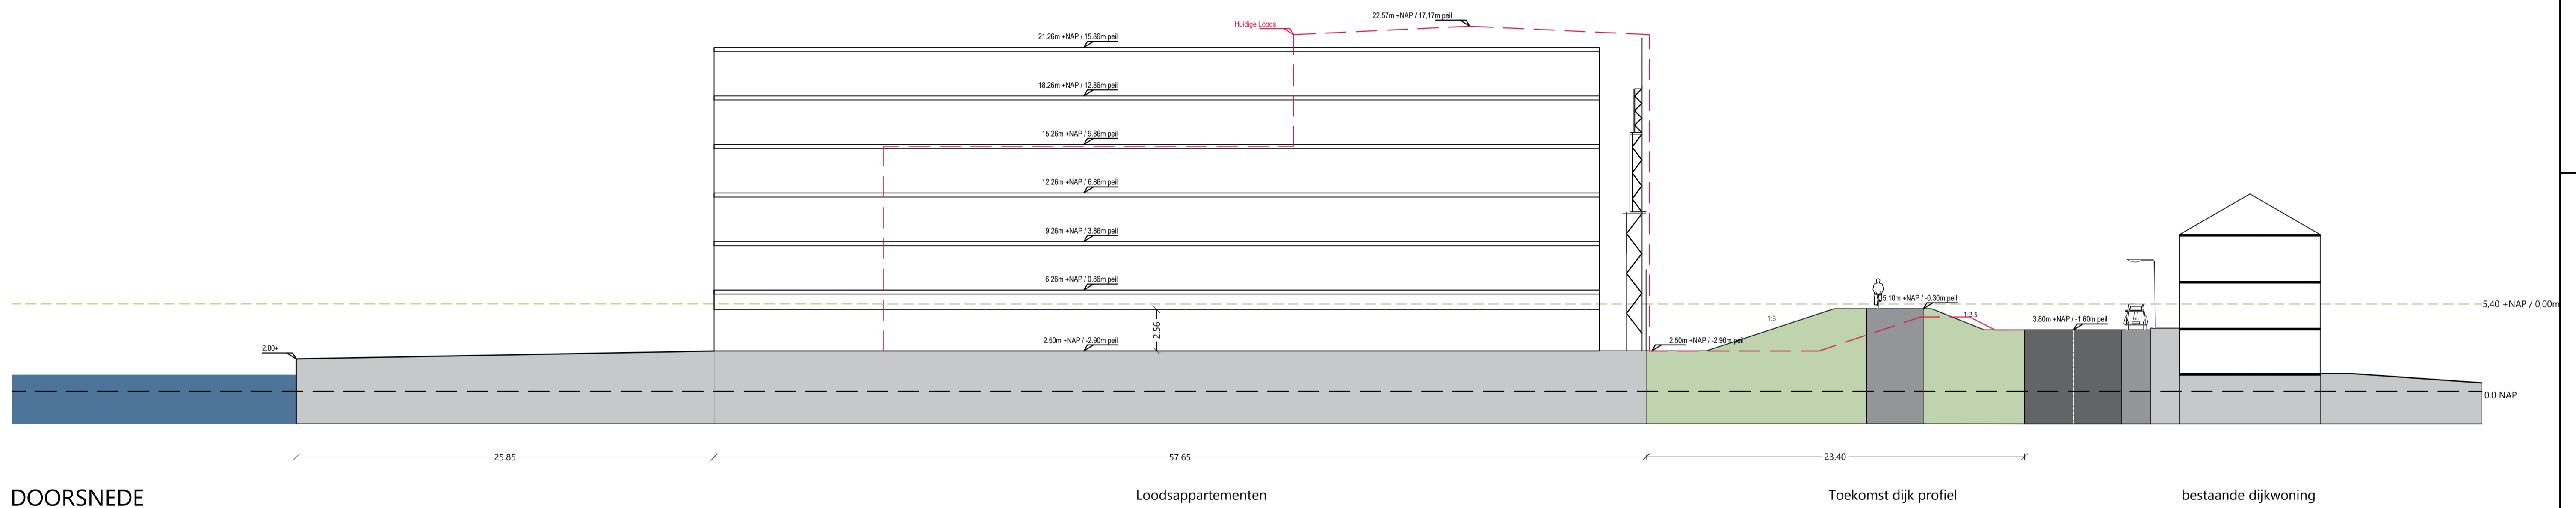 22.57m +NAP / 17,17m peil
Huidige Loods
21.26m +NAP / 15.86m peil
18.26m +NAP / 12.86m peil
15.26m +NAP / 9.86m peil
12.26m +NAP / 6.86m peil
9.26m +NAP / 3.86m peil
6.26m +NAP / 0.86m peil
5.10m +NAP / -0.30m peil
5,40 +NAP / 0,00m
1:3
1:2.5
3.80m +NAP / -1.60m peil
2.56
2.00+
2.50m +NAP / -2.90m peil
2.50m +NAP / -2.90m peil
0.0 NAP
25.85
57.65
23.40
DOORSNEDE
Loodsappartementen
Toekomst dijk profiel
bestaande dijkwoning